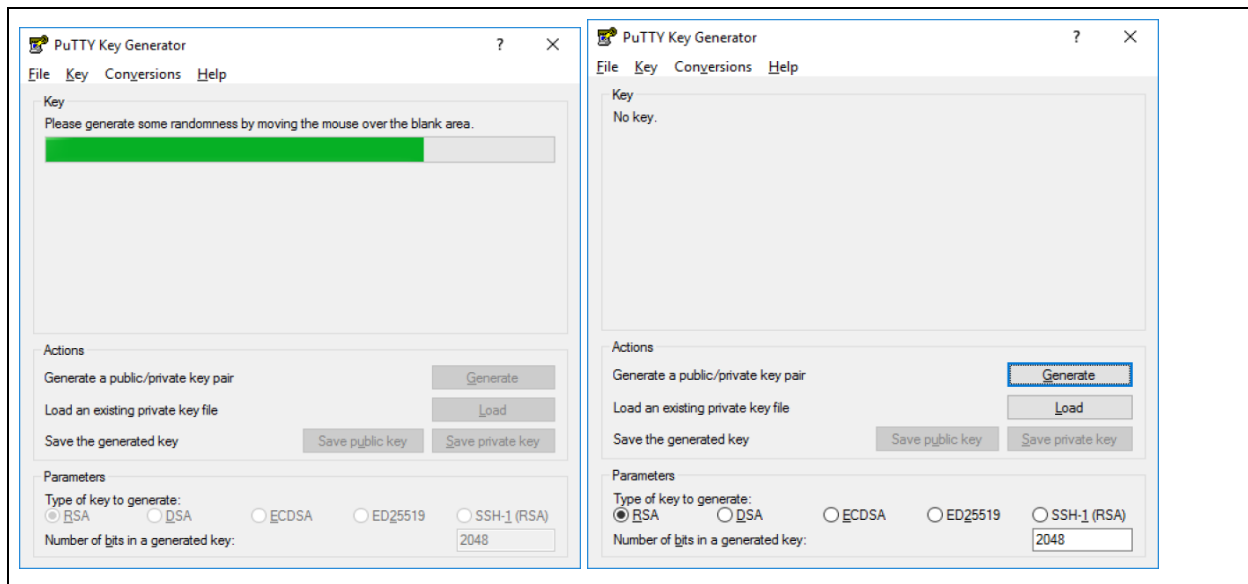 PuTTY Key Generator ? ×
File Key Conversions Help
Key
Please generate some randomness by moving the mouse over the blank area.
Actions
Generate a public/private key pair Generate
Load an existing private key file Load
Save the generated key Save public key Save private key
Parameters
Type of key to generate:
RSA DSA ECDSA ED25519 SSH-1 (RSA)
Number of bits in a generated key: 2048
PuTTY Key Generator ? ×
File Key Conversions Help
Key
No key.
Actions
Generate a public/private key pair Generate
Load an existing private key file Load
Save the generated key Save public key Save private key
Parameters
Type of key to generate:
RSA DSA ECDSA ED25519 SSH-1 (RSA)
Number of bits in a generated key: 2048